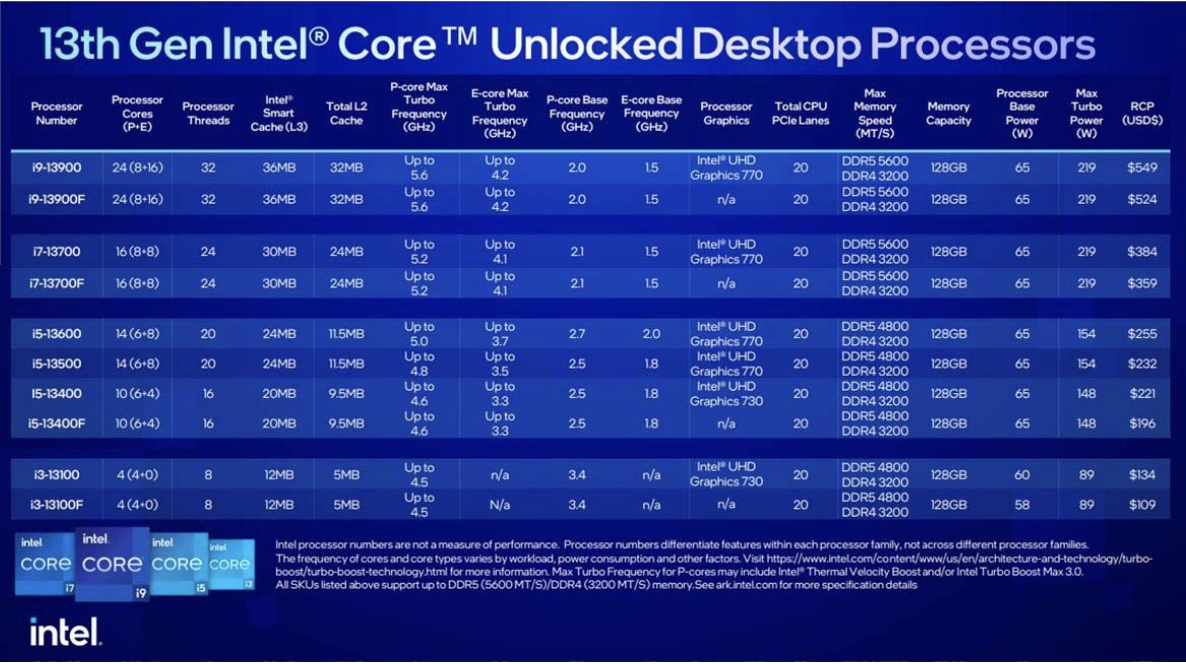 13th Gen Intel® Core™ Unlocked Desktop Processors
Processor Number | Processor Cores (P+E) | Processor Threads | Intel® Smart Cache (L3) | Total L2 Cache | P-core Max Turbo Frequency (GHz) | E-core Max Turbo Frequency (GHz) | P-core Base Frequency (GHz) | E-core Base Frequency (GHz) | Processor Graphics | Total CPU PCIe Lanes | Max Memory Speed (MT/S) | Memory Capacity | Processor Base Power (W) | Max Turbo Power (W) | RCP (USD$)
i9-13900 | 24 (8+16) | 32 | 36MB | 32MB | Up to 5.6 | Up to 4.2 | 2.0 | 1.5 | Intel® UHD Graphics 770 | 20 | DDR5 5600 DDR4 3200 | 128GB | 65 | 219 | $549
i9-13900F | 24 (8+16) | 32 | 36MB | 32MB | Up to 5.6 | Up to 4.2 | 2.0 | 1.5 | n/a | 20 | DDR5 5600 DDR4 3200 | 128GB | 65 | 219 | $524
i7-13700 | 16 (8+8) | 24 | 30MB | 24MB | Up to 5.2 | Up to 4.1 | 2.1 | 1.5 | Intel® UHD Graphics 770 | 20 | DDR5 5600 DDR4 3200 | 128GB | 65 | 219 | $384
i7-13700F | 16 (8+8) | 24 | 30MB | 24MB | Up to 5.2 | Up to 4.1 | 2.1 | 1.5 | n/a | 20 | DDR5 5600 DDR4 3200 | 128GB | 65 | 219 | $359
i5-13600 | 14 (6+8) | 20 | 24MB | 11.5MB | Up to 5.0 | Up to 3.7 | 2.7 | 2.0 | Intel® UHD Graphics 770 | 20 | DDR5 4800 DDR4 3200 | 128GB | 65 | 154 | $255
i5-13500 | 14 (6+8) | 20 | 24MB | 11.5MB | Up to 4.8 | Up to 3.5 | 2.5 | 1.8 | Intel® UHD Graphics 770 | 20 | DDR5 4800 DDR4 3200 | 128GB | 65 | 154 | $232
i5-13400 | 10 (6+4) | 16 | 20MB | 9.5MB | Up to 4.6 | Up to 3.3 | 2.5 | 1.8 | Intel® UHD Graphics 730 | 20 | DDR5 4800 DDR4 3200 | 128GB | 65 | 148 | $221
i5-13400F | 10 (6+4) | 16 | 20MB | 9.5MB | Up to 4.6 | Up to 3.3 | 2.5 | 1.8 | n/a | 20 | DDR5 4800 DDR4 3200 | 128GB | 65 | 148 | $196
i3-13100 | 4 (4+0) | 8 | 12MB | 5MB | Up to 4.5 | n/a | 3.4 | n/a | Intel® UHD Graphics 730 | 20 | DDR5 4800 DDR4 3200 | 128GB | 60 | 89 | $134
i3-13100F | 4 (4+0) | 8 | 12MB | 5MB | Up to 4.5 | N/a | 3.4 | n/a | n/a | 20 | DDR5 4800 DDR4 3200 | 128GB | 58 | 89 | $109
intel CORE i7
intel CORE i9
intel CORE i5
intel CORE i3
Intel processor numbers are not a measure of performance. Processor numbers differentiate features within each processor family, not across different processor families.
The frequency of cores and core types varies by workload, power consumption and other factors. Visit https://www.intel.com/content/www/us/en/architecture-and-technology/turbo-
boost/turbo-boost-technology.html for more information. Max Turbo Frequency for P-cores may include Intel® Thermal Velocity Boost and/or Intel Turbo Boost Max 3.0.
All SKUs listed above support up to DDR5 (5600 MT/S)/DDR4 (3200 MT/S) memory.See ark.intel.com for more specification details
intel.